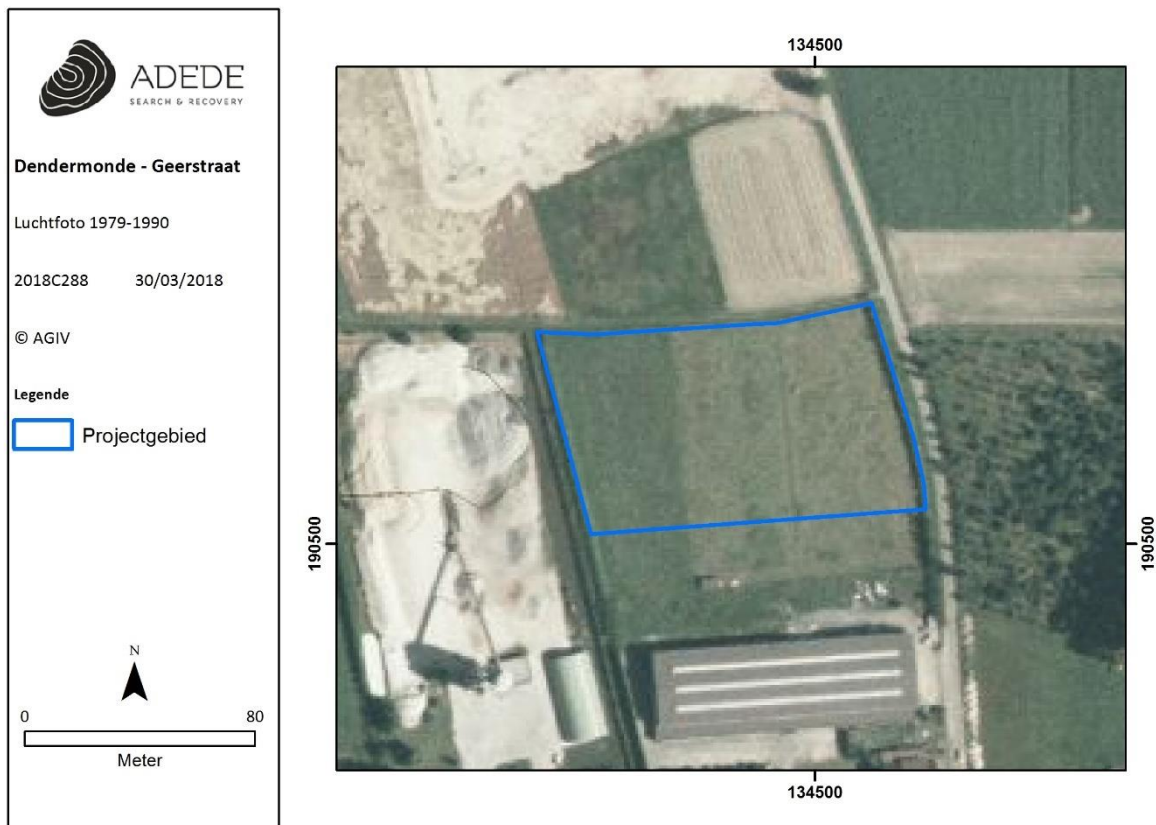 ADEDE
SEARCH & RECOVERY
Dendermonde - Geerstraat
Luchtfoto 1979-1990
2018C288 30/03/2018
© AGIV
Legende
Projectgebied
N
0 80
Meter
134500
190500
190500
134500